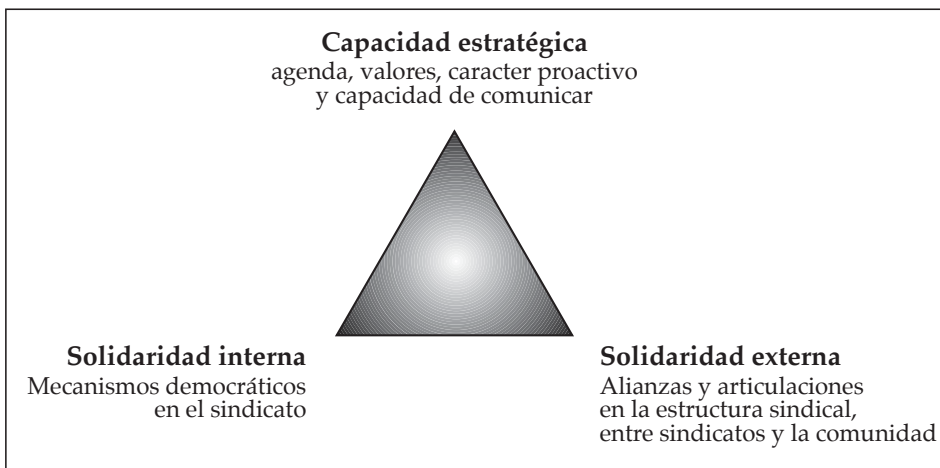 Capacidad estratégica
agenda, valores, caracter proactivo
y capacidad de comunicar
Solidaridad interna
Mecanismos democráticos
en el sindicato
Solidaridad externa
Alianzas y articulaciones
en la estructura sindical,
entre sindicatos y la comunidad